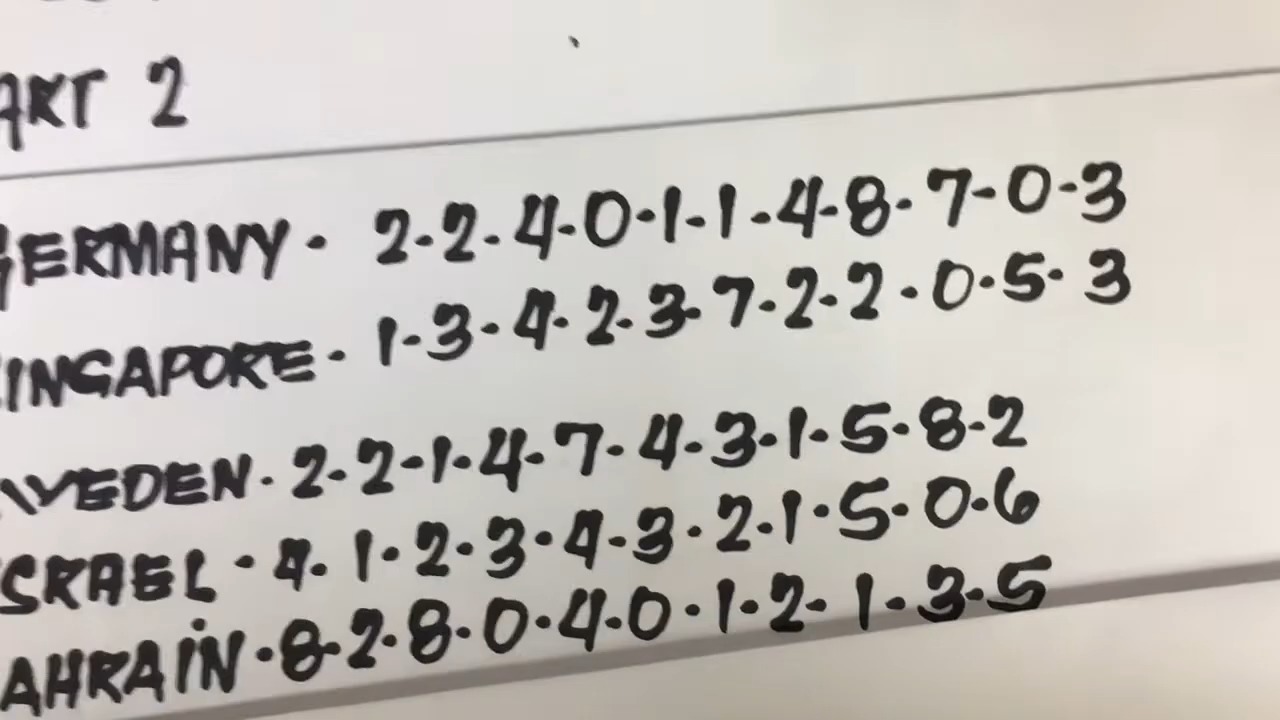 ART 2
GERMANY · 2-2-4-0-1-1-4-8-7-0-3
SINGAPORE - 1-3-4-2-3-7-2-2-0-5-3
WEDEN · 2-2-1-4-7-4-3-1-5-8-2
SRAEL · 4-1-2-3-4-3-2-1-5-0-6
AHRAIN · 8-2-8-0-4-0-1-2-1-3-5